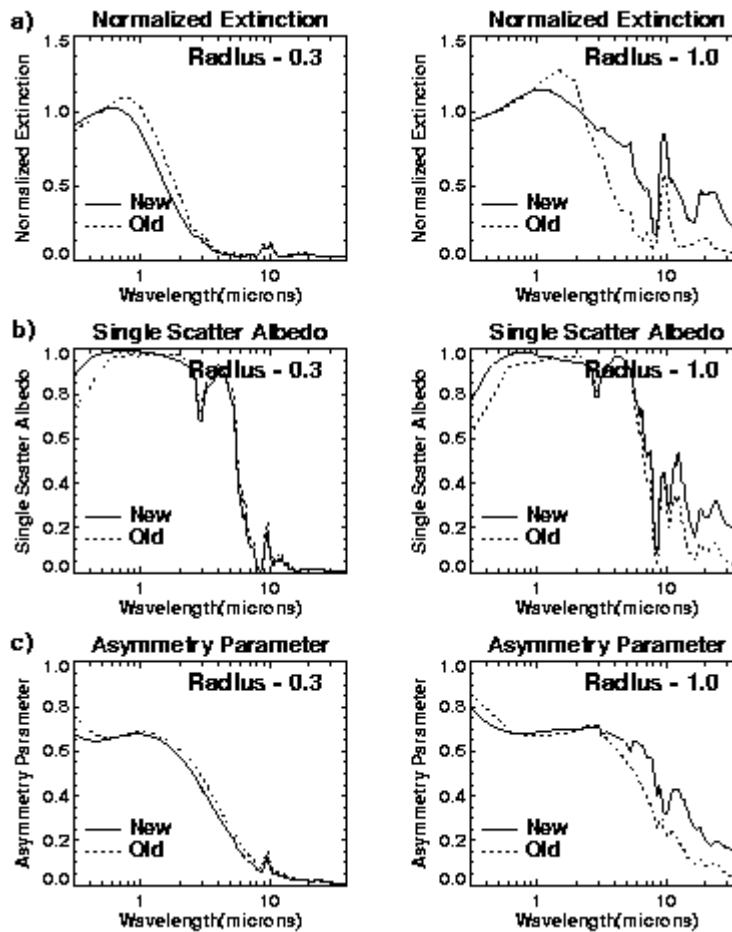 a) Normalized Extinction
Radius - 0.3
Normalized Extinction
1.5
1.0
0.5
0.0
New
Old
1 10
Wavelength(microns)
Normalized Extinction
Radius - 1.0
Normalized Extinction
1.5
1.0
0.5
0.0
New
Old
1 10
Wavelength(microns)
b) Single Scatter Albedo
Radius - 0.3
Single Scatter Albedo
1.0
0.8
0.6
0.4
0.2
0.0
New
Old
1 10
Wavelength(microns)
Single Scatter Albedo
Radius - 1.0
Single Scatter Albedo
1.0
0.8
0.6
0.4
0.2
0.0
New
Old
1 10
Wavelength(microns)
c) Asymmetry Parameter
Radius - 0.3
Asymmetry Parameter
1.0
0.8
0.6
0.4
0.2
0.0
New
Old
1 10
Wavelength(microns)
Asymmetry Parameter
Radius - 1.0
Asymmetry Parameter
1.0
0.8
0.6
0.4
0.2
0.0
New
Old
1 10
Wavelength(microns)